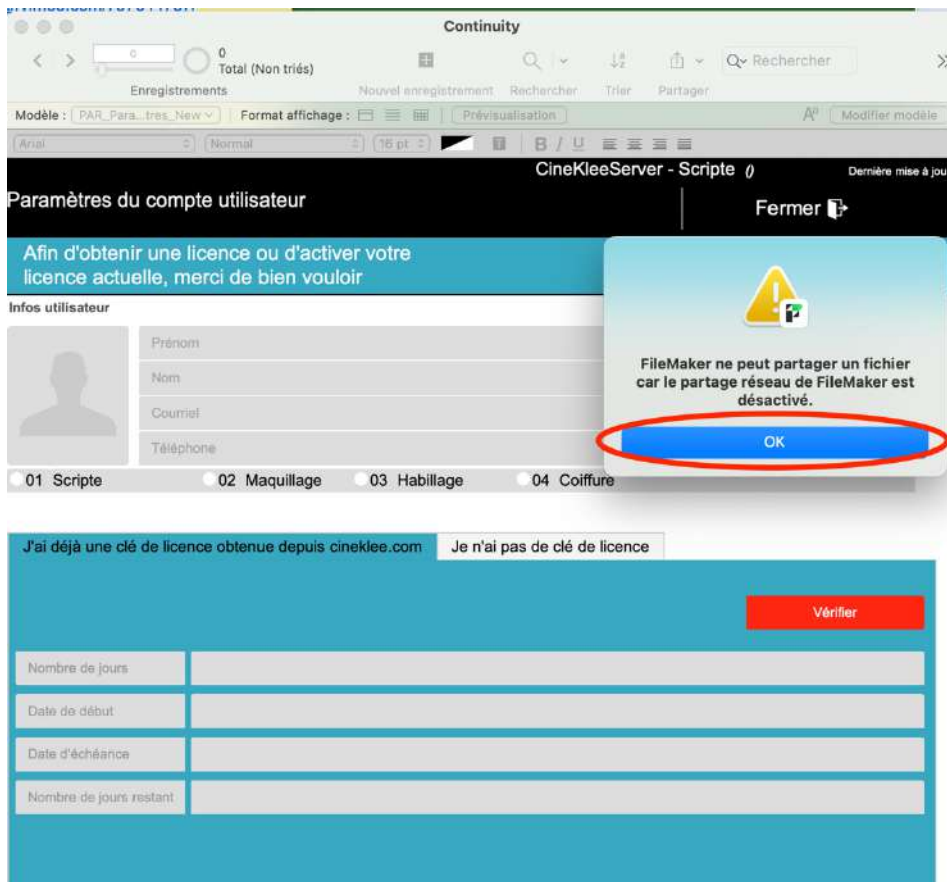 Continuity
0
0
Total (Non triés)
Rechercher
Enregistrements
Nouvel enregistrement
Rechercher
Trier
Partager
Modèle :
PAR_Para...tres_New
Format affichage :
Prévisualisation
Modifier modèle
Arial
Normal
16 pt
B / U
CineKleeServer - Scripte ()
Dernière mise à jou
Paramètres du compte utilisateur
Fermer
Afin d'obtenir une licence ou d'activer votre
licence actuelle, merci de bien vouloir
Infos utilisateur
Prénom
Nom
Courriel
Téléphone
FileMaker ne peut partager un fichier
car le partage réseau de FileMaker est
désactivé.
OK
01 Scripte
02 Maquillage
03 Habillage
04 Coiffure
J'ai déjà une clé de licence obtenue depuis cineklee.com
Je n'ai pas de clé de licence
Vérifier
Nombre de jours
Date de début
Date d'échéance
Nombre de jours restant